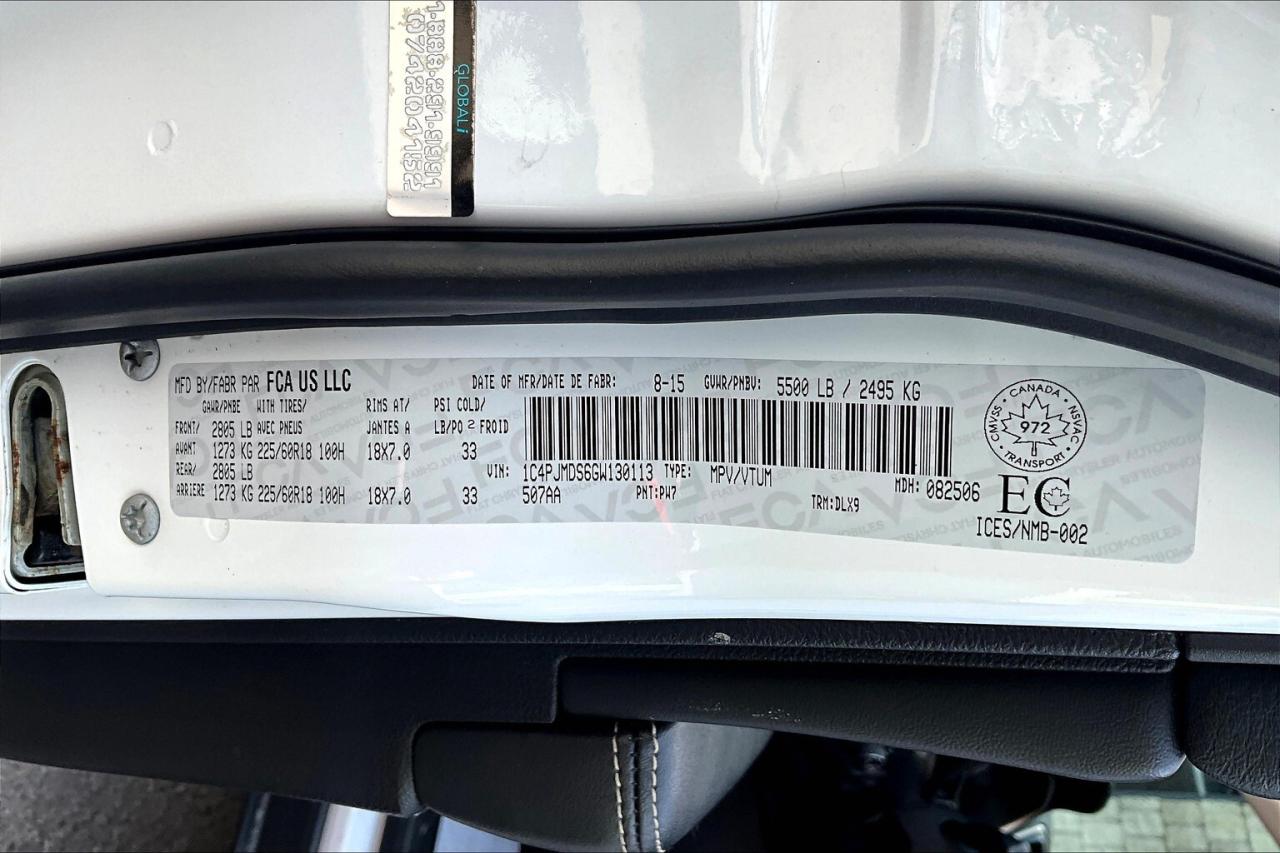 GLOBALi
MFD BY/FABR PAR FCA US LLC
DATE OF MFR/DATE DE FABR: 8-15 GVWR/PNBV: 5500 LB / 2495 KG
GAWR/PNBE WITH TIRES/ RIMS AT/ PSI COLD/
FRONT/ 2805 LB AVEC PNEUS JANTES A LB/PO 2 FROID
AVANT 1273 KG 225/60R18 100H 18X7.0 33
REAR/ 2805 LB
ARRIERE 1273 KG 225/60R18 100H 18X7.0 33
VIN: 1C4PJMDS6GW130113 TYPE: MPV/VTUM MDH: 082506
507AA PNT:PW7 TRM:DLX9
CANADA
CMVSS 972 NSVAC
TRANSPORT
EC
ICES/NMB-002